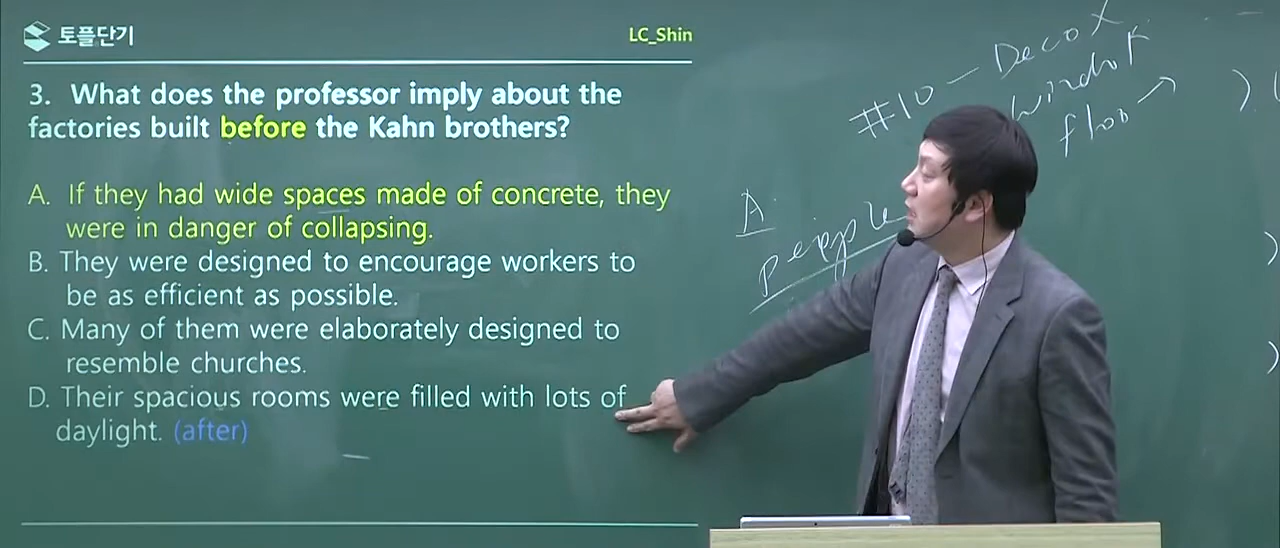 토플단기
LC_Shin
3. What does the professor imply about the
factories built before the Kahn brothers?
A. If they had wide spaces made of concrete, they
were in danger of collapsing.
B. They were designed to encourage workers to
be as efficient as possible.
C. Many of them were elaborately designed to
resemble churches.
D. Their spacious rooms were filled with lots of
daylight. (after)
#10 - Deco X
A.